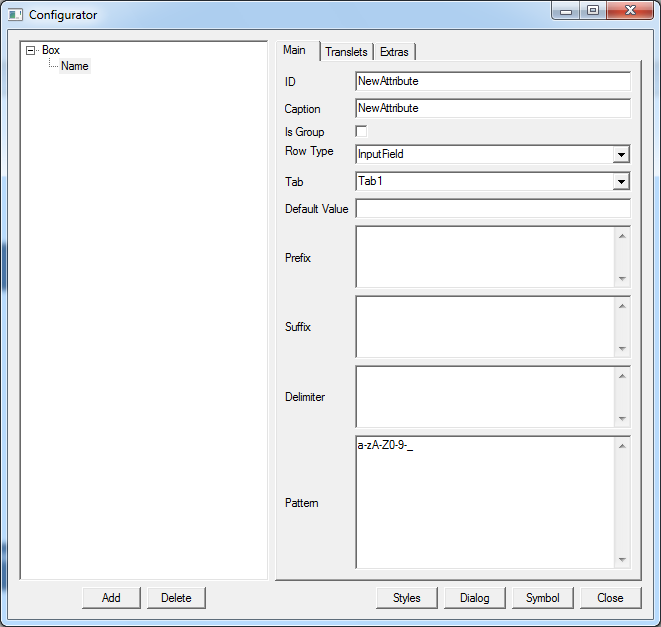 Configurator
Box
Name
Main Translets Extras
ID NewAttribute
Caption NewAttribute
Is Group
Row Type InputField
Tab Tab1
Default Value
Prefix
Suffix
Delimiter
a-zA-Z0-9-_
Pattern
Add Delete Styles Dialog Symbol Close